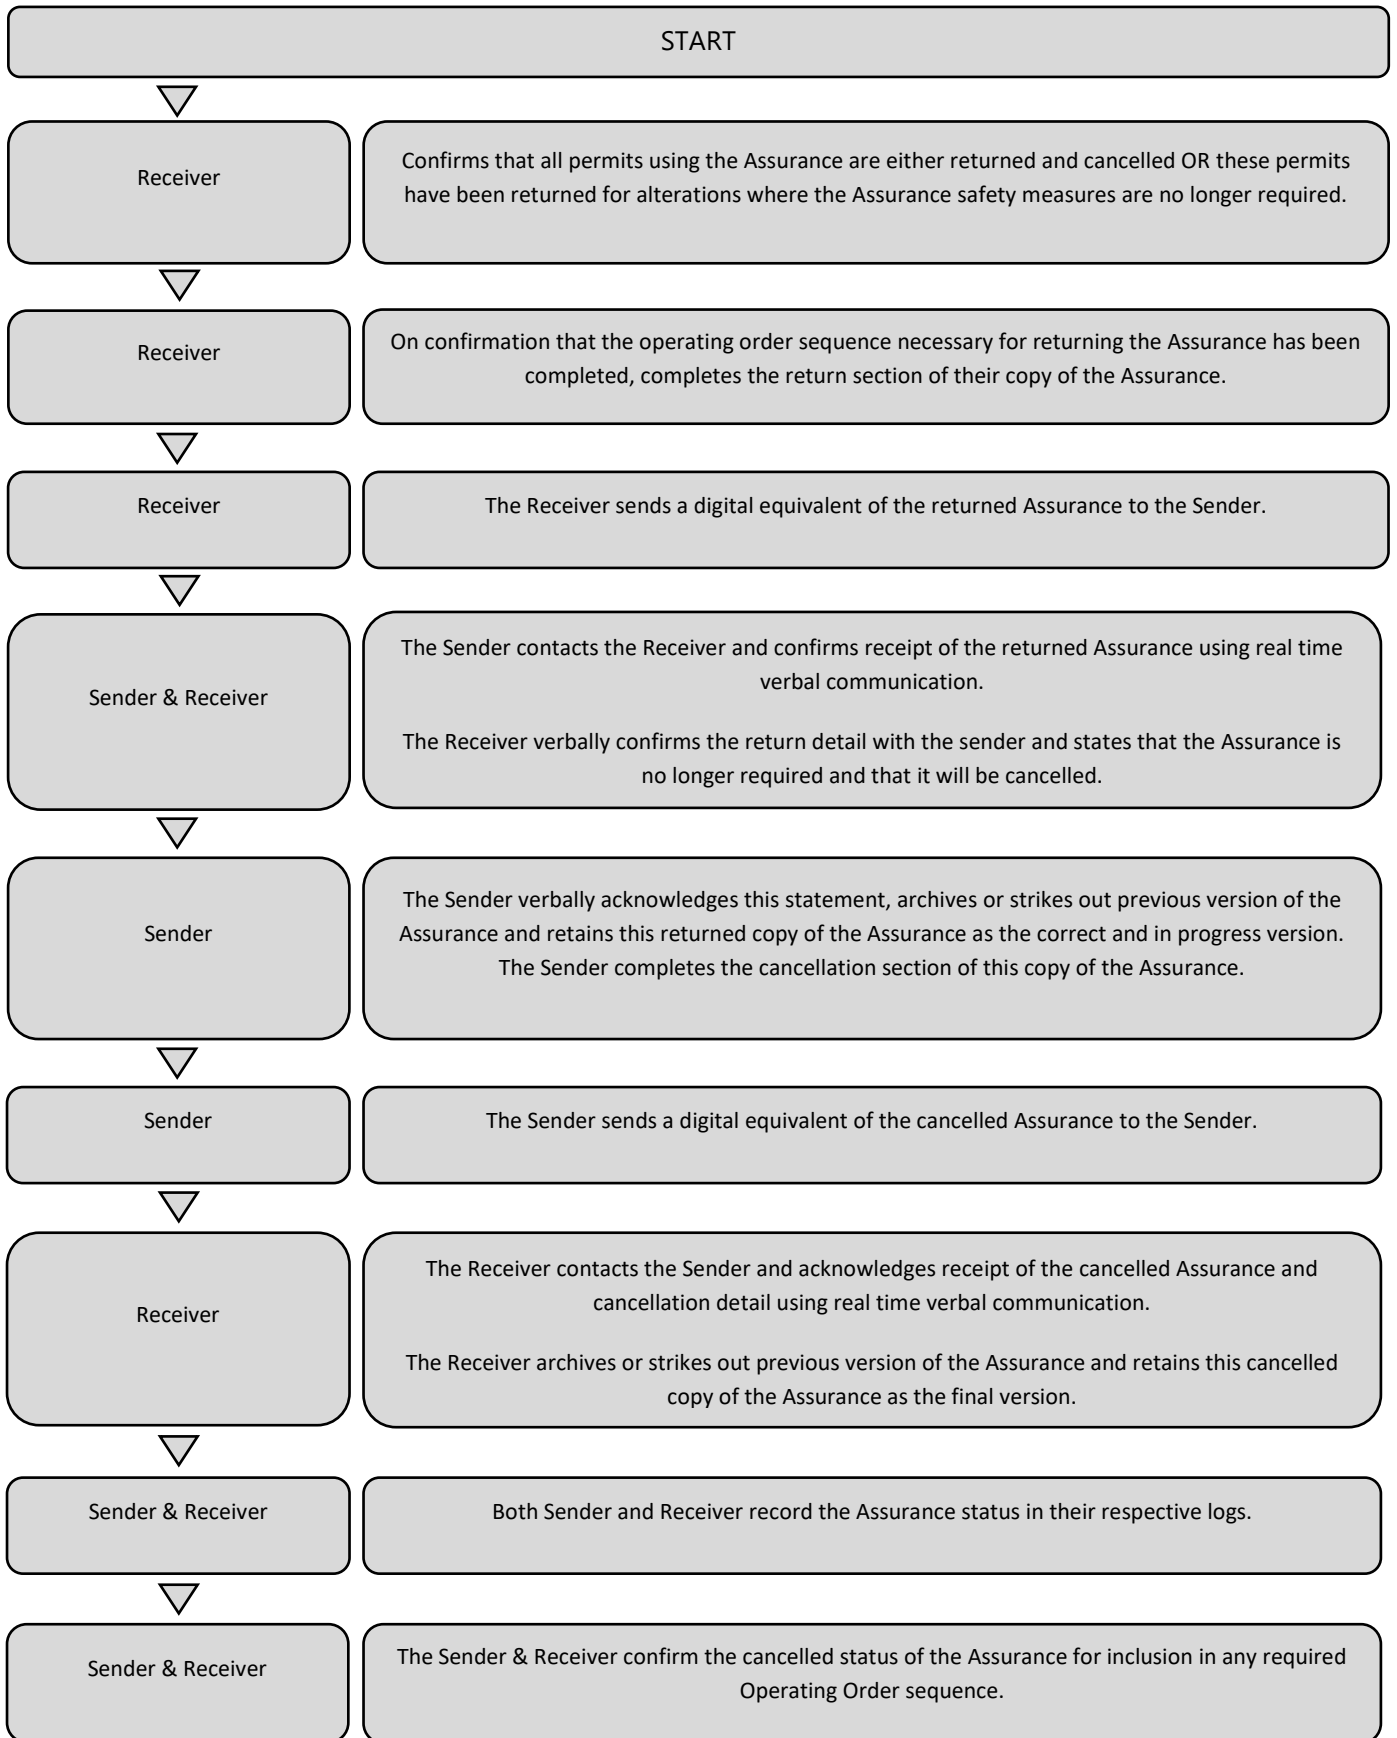 START
Receiver
Confirms that all permits using the Assurance are either returned and cancelled OR these permits
have been returned for alterations where the Assurance safety measures are no longer required.
Receiver
On confirmation that the operating order sequence necessary for returning the Assurance has been
completed, completes the return section of their copy of the Assurance.
Receiver
The Receiver sends a digital equivalent of the returned Assurance to the Sender.
Sender & Receiver
The Sender contacts the Receiver and confirms receipt of the returned Assurance using real time
verbal communication.
The Receiver verbally confirms the return detail with the sender and states that the Assurance is
no longer required and that it will be cancelled.
Sender
The Sender verbally acknowledges this statement, archives or strikes out previous version of the
Assurance and retains this returned copy of the Assurance as the correct and in progress version.
The Sender completes the cancellation section of this copy of the Assurance.
Sender
The Sender sends a digital equivalent of the cancelled Assurance to the Sender.
Receiver
The Receiver contacts the Sender and acknowledges receipt of the cancelled Assurance and
cancellation detail using real time verbal communication.
The Receiver archives or strikes out previous version of the Assurance and retains this cancelled
copy of the Assurance as the final version.
Sender & Receiver
Both Sender and Receiver record the Assurance status in their respective logs.
Sender & Receiver
The Sender & Receiver confirm the cancelled status of the Assurance for inclusion in any required
Operating Order sequence.